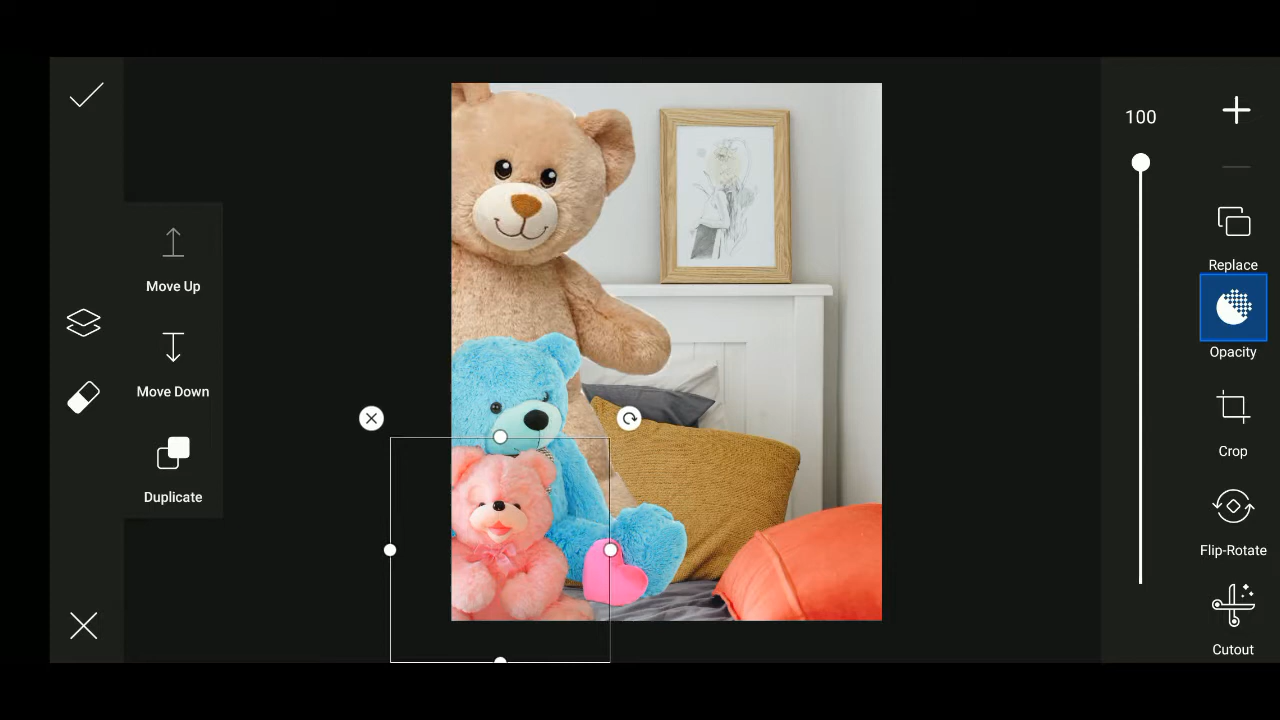 100
Move Up
Replace
Opacity
Move Down
Crop
Duplicate
Flip-Rotate
Cutout